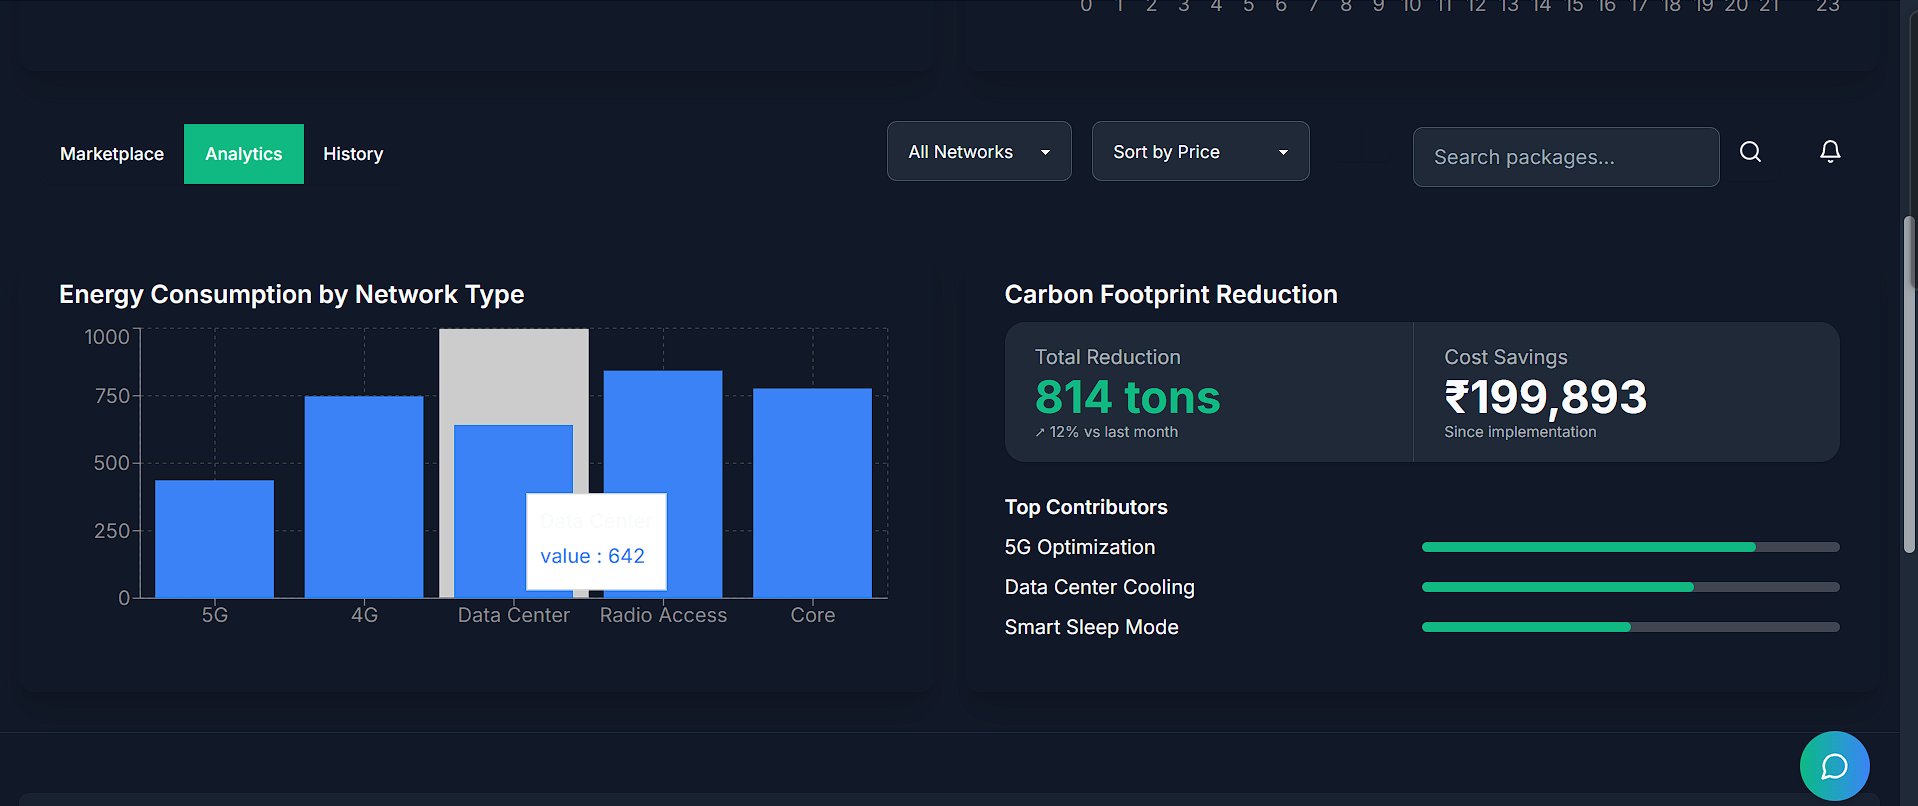 0 1 2 3 4 5 6 7 8 9 10 11 12 13 14 15 16 17 18 19 20 21 23
Marketplace Analytics History
All Networks
Sort by Price
Search packages...
Energy Consumption by Network Type
1000
750
500
250
0
5G 4G Data Center Radio Access Core
Data Center
value : 642
Carbon Footprint Reduction
Total Reduction
814 tons
↗ 12% vs last month
Cost Savings
₹199,893
Since implementation
Top Contributors
5G Optimization
Data Center Cooling
Smart Sleep Mode